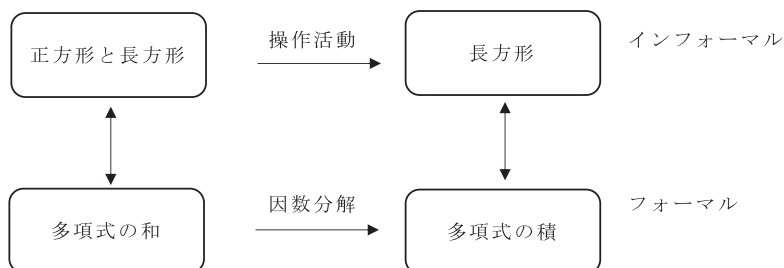 正方形と長方形
操作活動
長方形
インフォーマル
多項式の和
因数分解
多項式の積
フォーマル